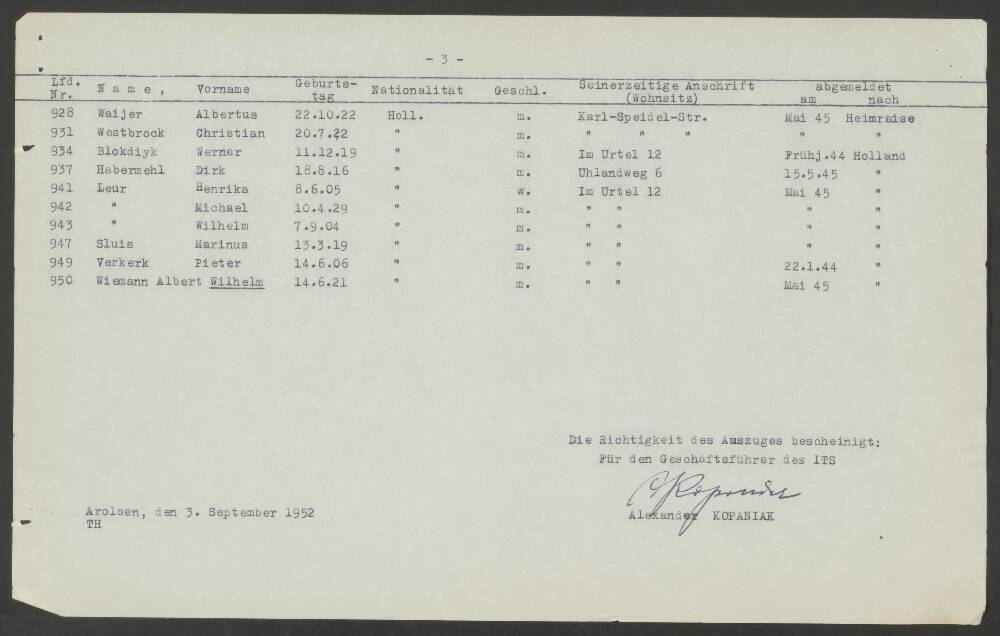 - 3 -
Lfd. Nr. Name, Vorname Geburts-tag Nationalität Geschl. Seinerzeitige Anschrift (Wohnsitz) abgemeldet am nach
928 Waijer Albertus 22.10.22 Holl. m. Karl-Speidel-Str. Mai 45 Heimreise
931 Westbrock Christian 20.7.22 " m. " " " " "
934 Blokdiyk Werner 11.12.19 " m. Im Urtel 12 Frühj.44 Holland
937 Habermehl Dirk 18.8.16 " m. Uhlandweg 6 15.5.45 "
941 Leur Henrika 8.6.05 " w. Im Urtel 12 Mai 45 "
942 " Michael 10.4.29 " m. " " " "
943 " Wilhelm 7.9.04 " m. " " " "
947 Sluis Marinus 13.3.19 " m. " " " "
949 Verkerk Pieter 14.6.06 " m. " " 22.1.44 "
950 Wiemann Albert Wilhelm 14.6.21 " m. " " Mai 45 "
Die Richtigkeit des Auszuges bescheinigt:
Für den Geschäftsführer des ITS
Alexander KOPANIAK
Arolsen, den 3. September 1952
TH